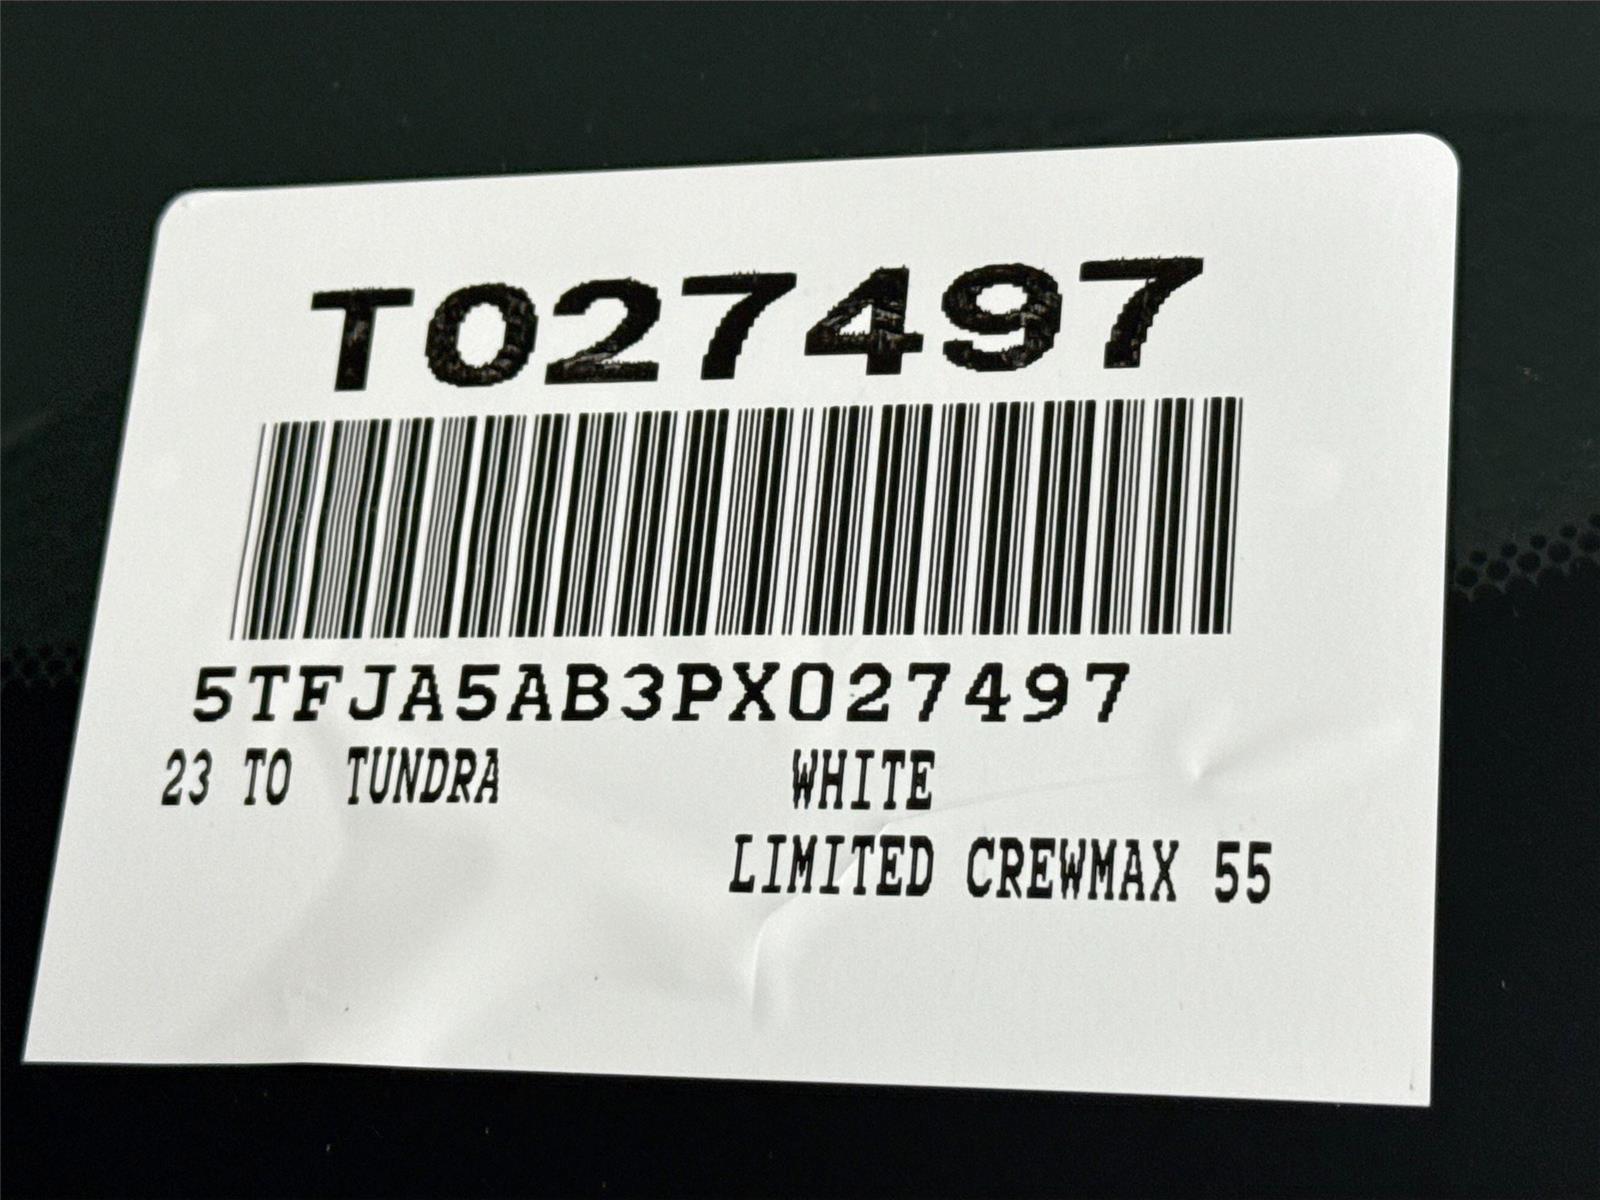 T027497
5TFJA5AB3PX027497
23 TO TUNDRA WHITE
LIMITED CREWMAX 55